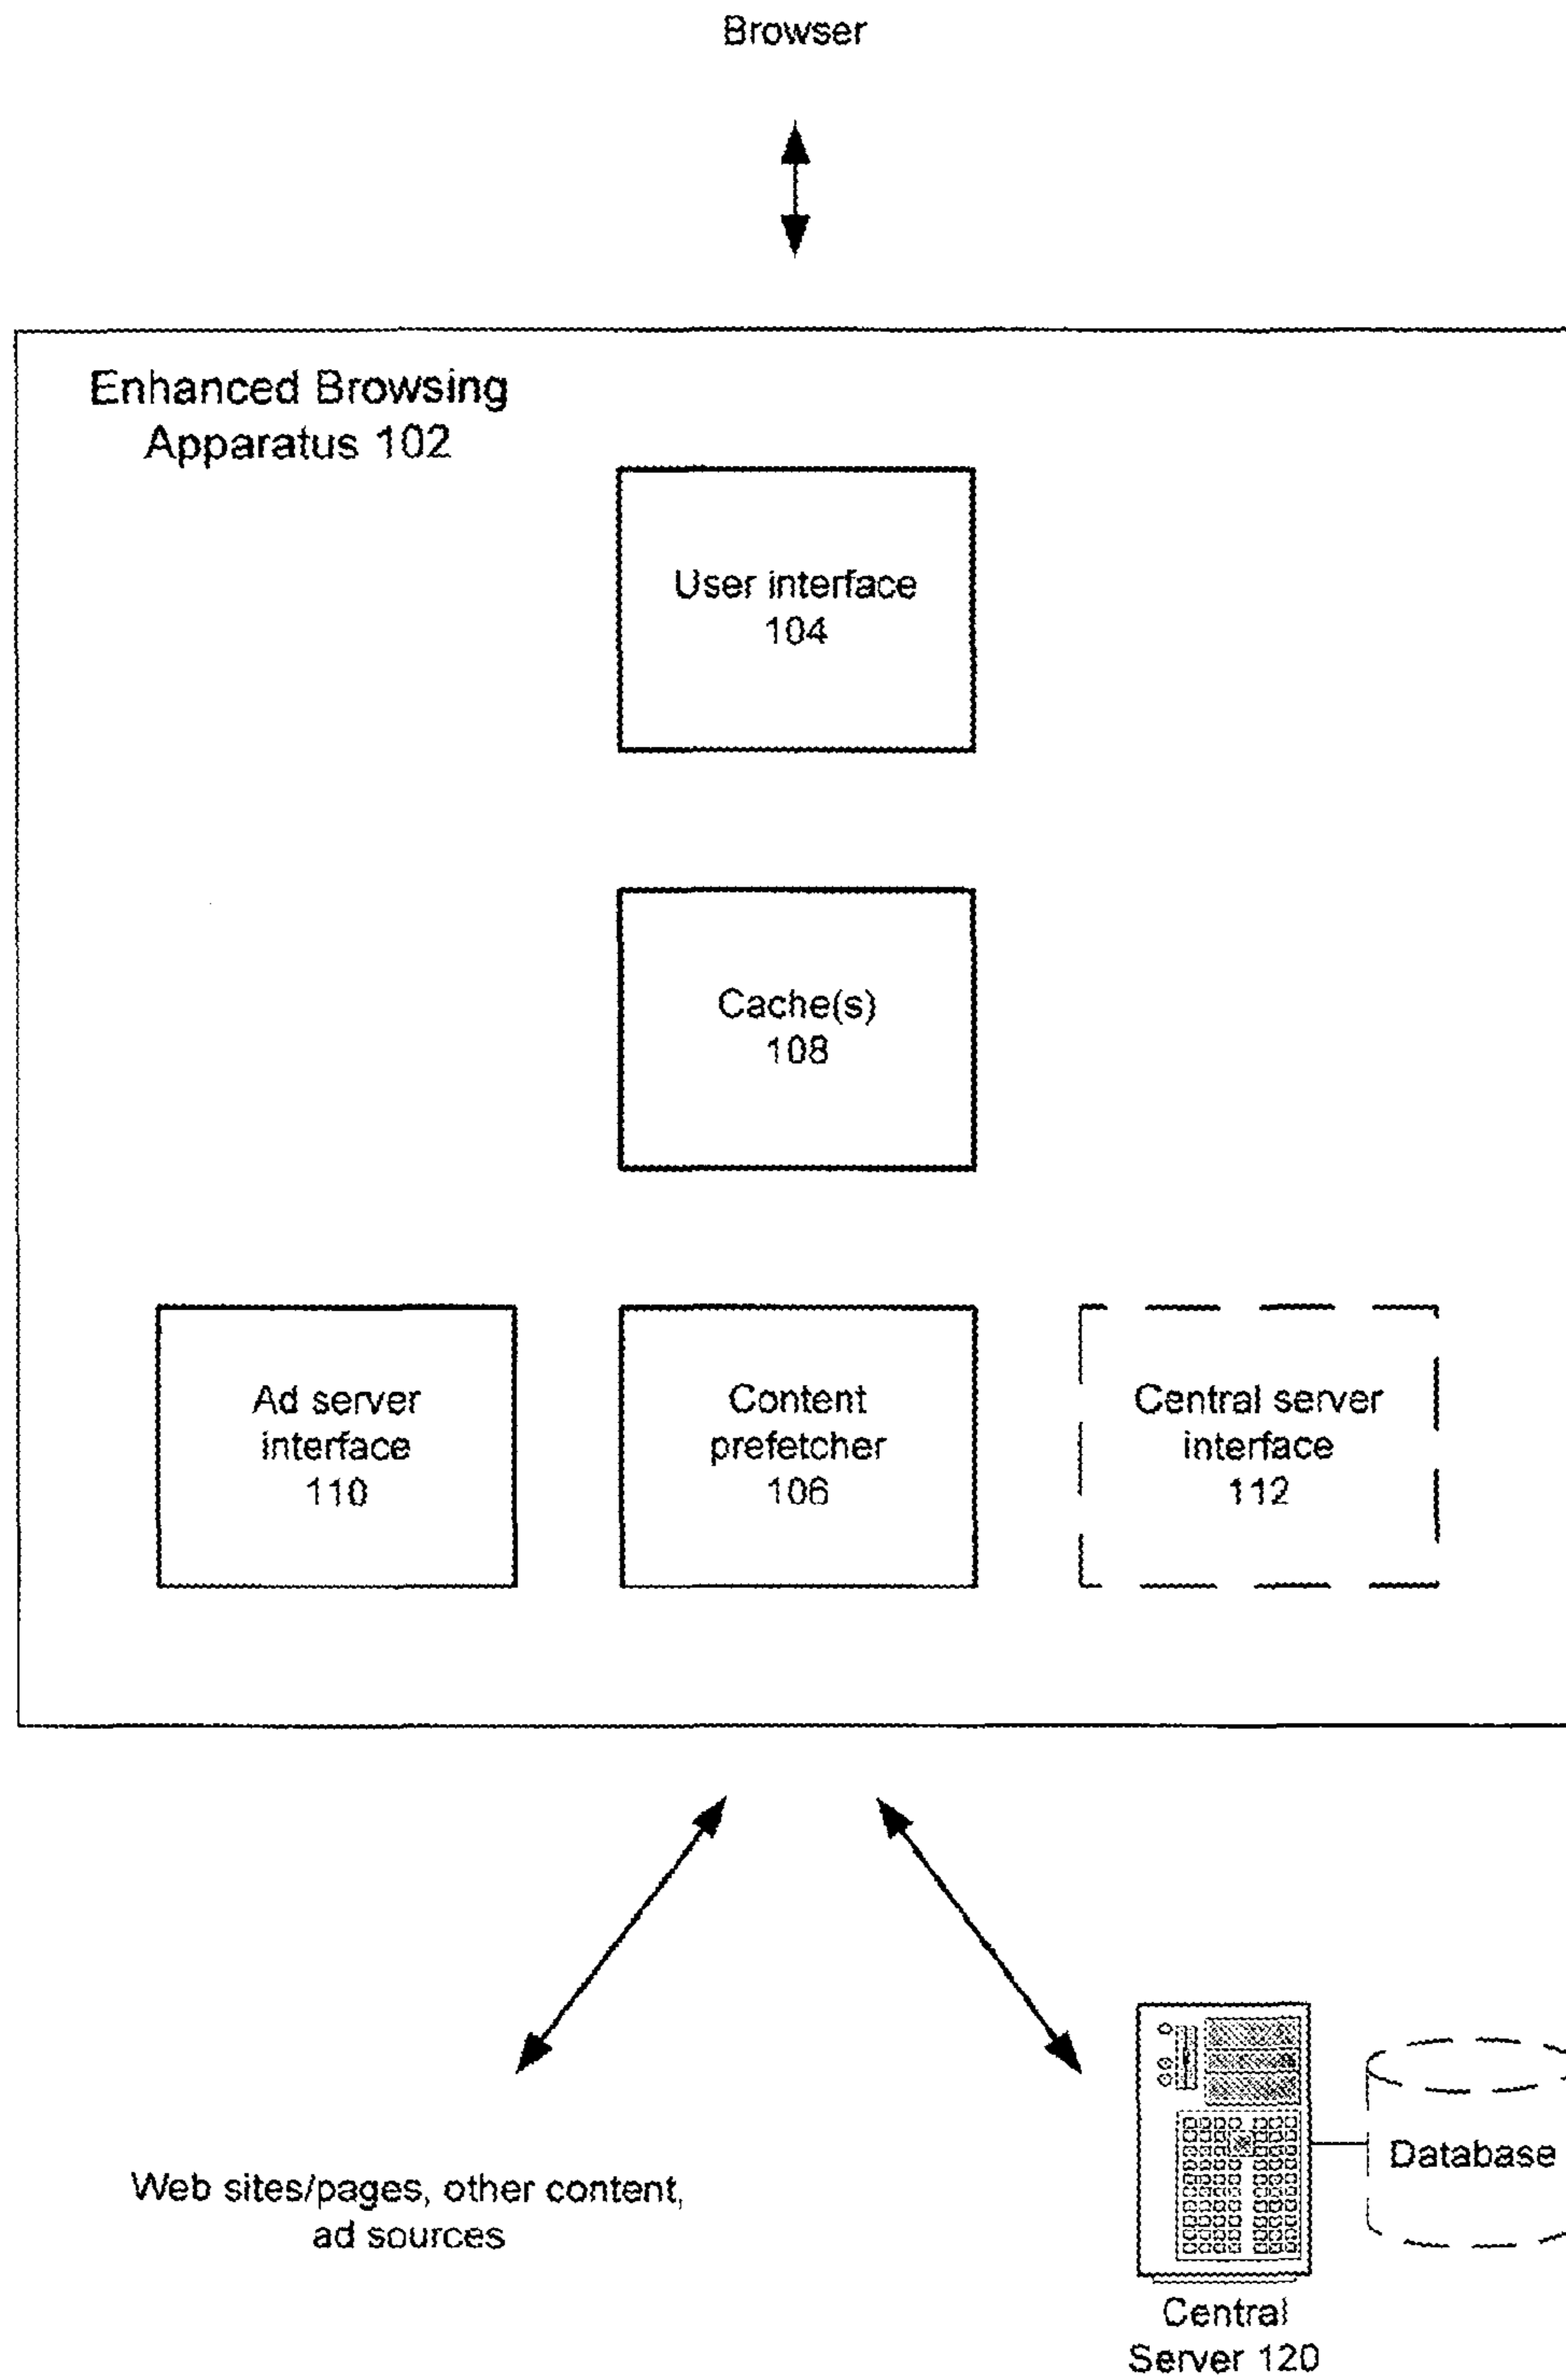 Browser
Enhanced Browsing
Apparatus 102
User interface
104
Cache(s)
108
Ad server
interface
110
Content
prefetcher
106
Central server
interface
112
Web sites/pages, other content,
ad sources
Database
Central
Server 120